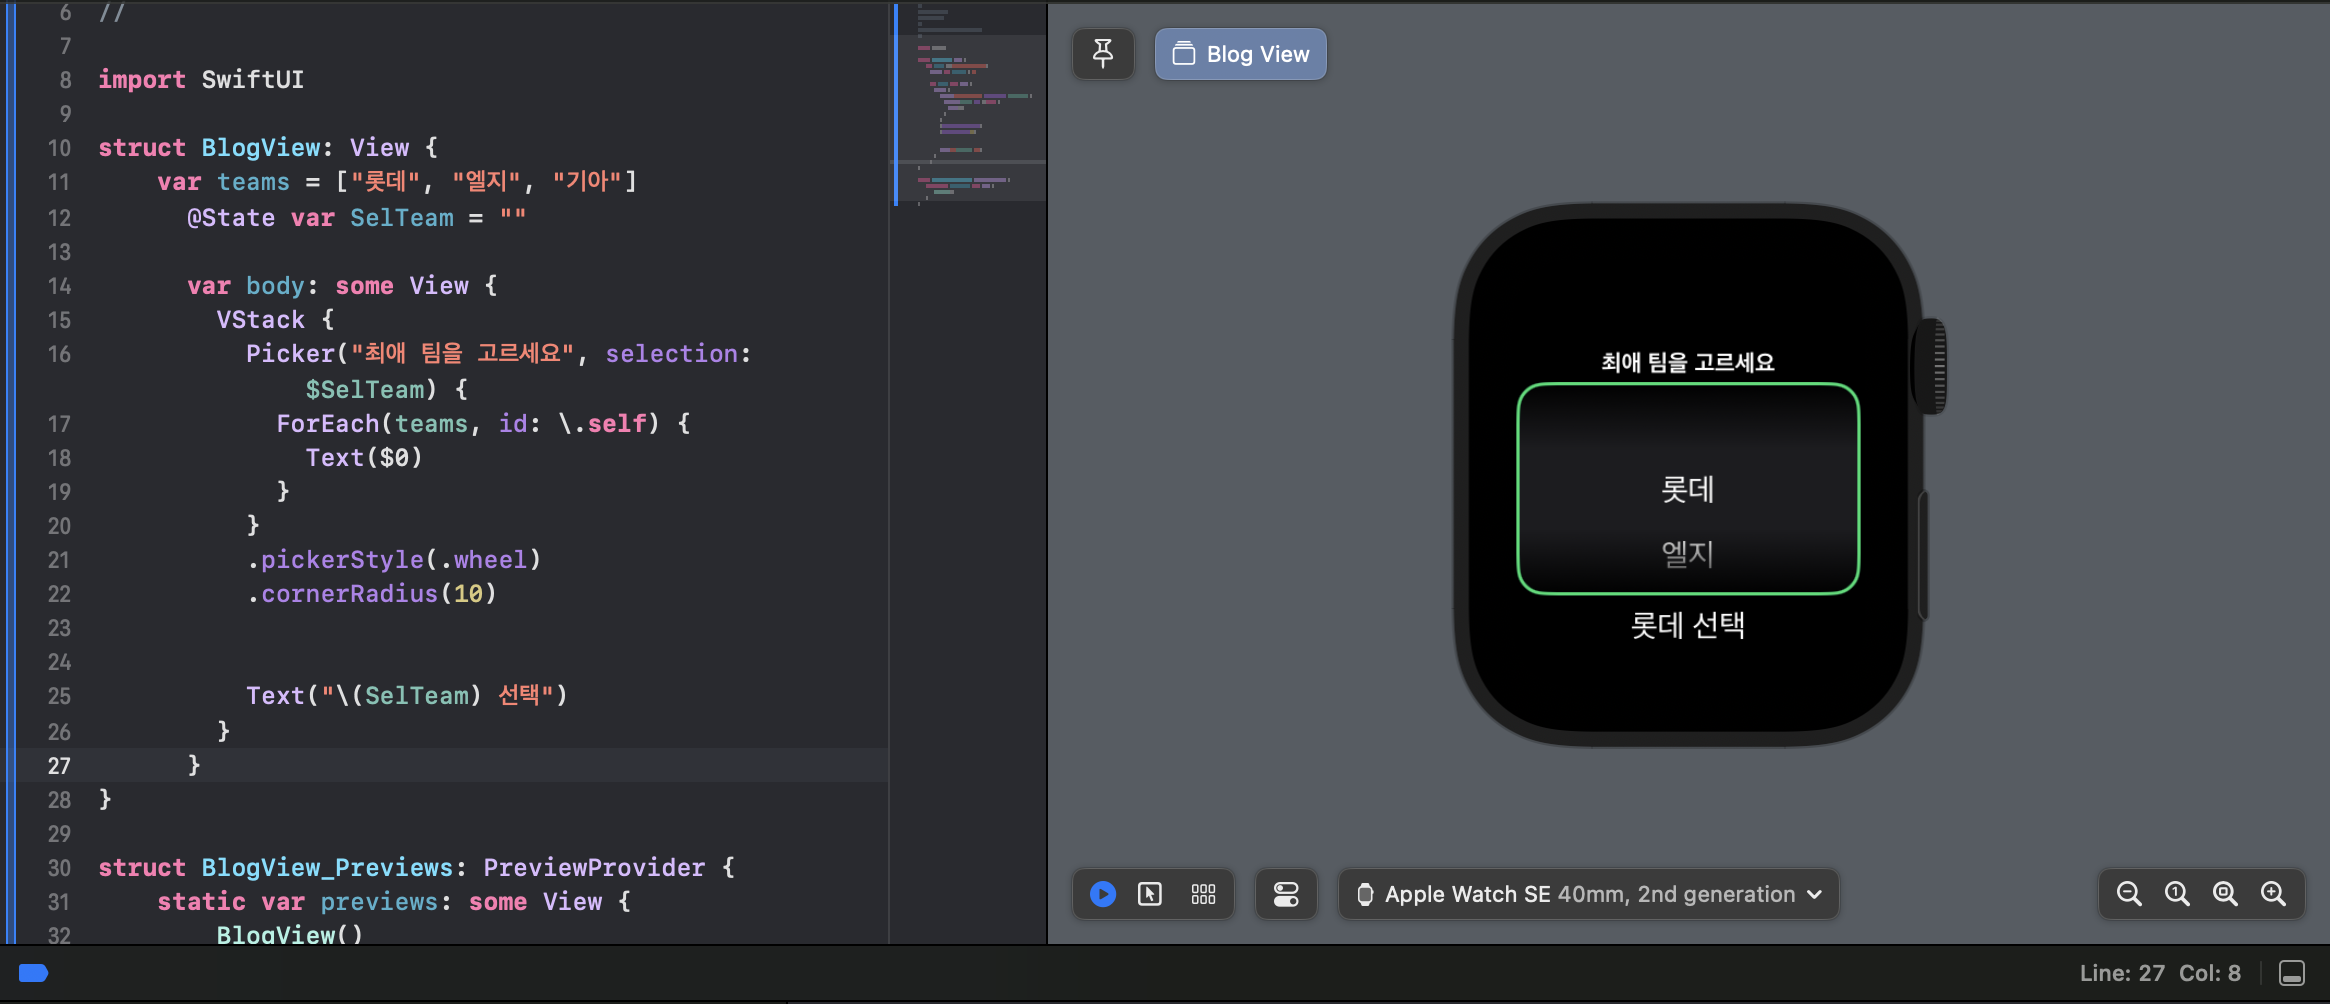 6 //
7
8 import SwiftUI
9
10 struct BlogView: View {
11 var teams = ["롯데", "엘지", "기아"]
12 @State var SelTeam = ""
13
14 var body: some View {
15 VStack {
16 Picker("최애 팀을 고르세요", selection:
$SelTeam) {
17 ForEach(teams, id: \.self) {
18 Text($0)
19 }
20 }
21 .pickerStyle(.wheel)
22 .cornerRadius(10)
23
24
25 Text("\(SelTeam) 선택")
26 }
27 }
28 }
29
30 struct BlogView_Previews: PreviewProvider {
31 static var previews: some View {
32 BlogView()
Blog View
최애 팀을 고르세요
롯데
엘지
롯데 선택
Apple Watch SE 40mm, 2nd generation
Line: 27 Col: 8